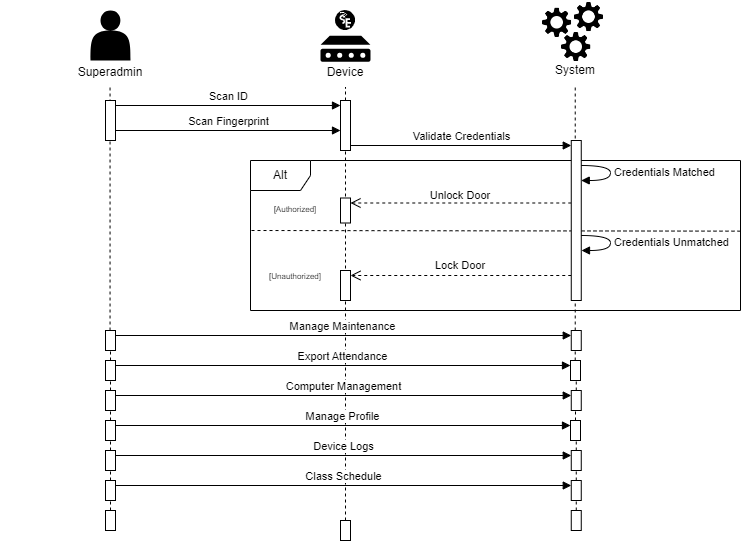 SE
Superadmin
Device
System
Scan ID
Scan Fingerprint
Validate Credentials
Alt
Credentials Matched
Unlock Door
[Authorized]
Credentials Unmatched
Lock Door
[Unauthorized]
Manage Maintenance
Export Attendance
Computer Management
Manage Profile
Device Logs
Class Schedule